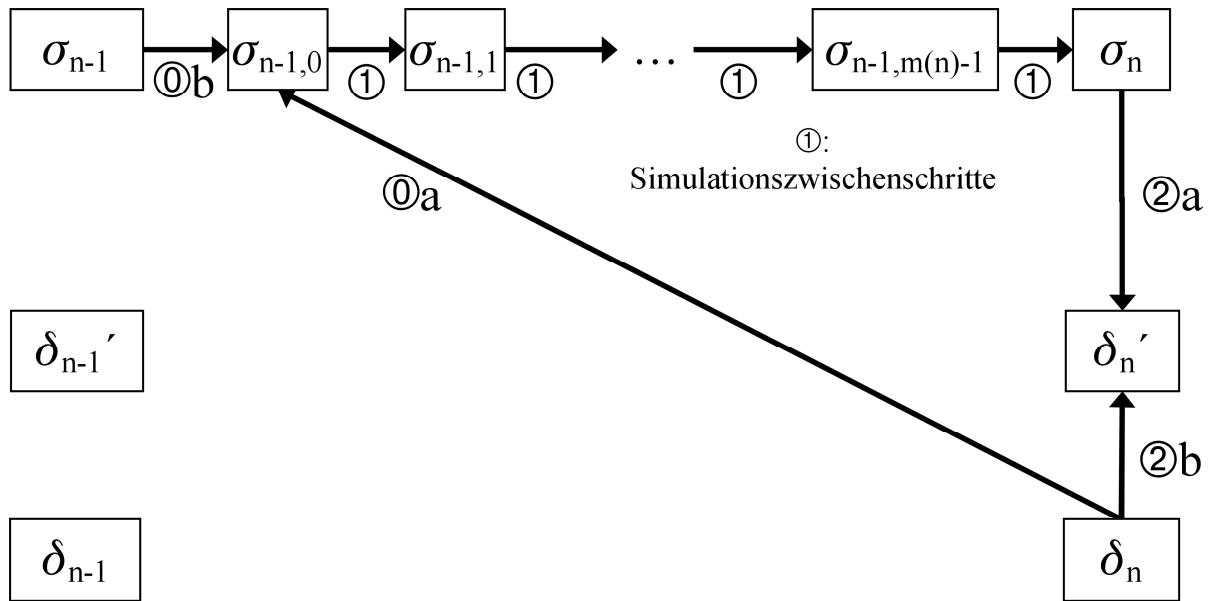 σn-1 σn-1,0 σn-1,1 … σn-1,m(n)-1 σn
⓪b ① ① ① ①
①:
Simulationszwischenschritte
⓪a ②a
δn-1´ δn´
②b
δn-1 δn